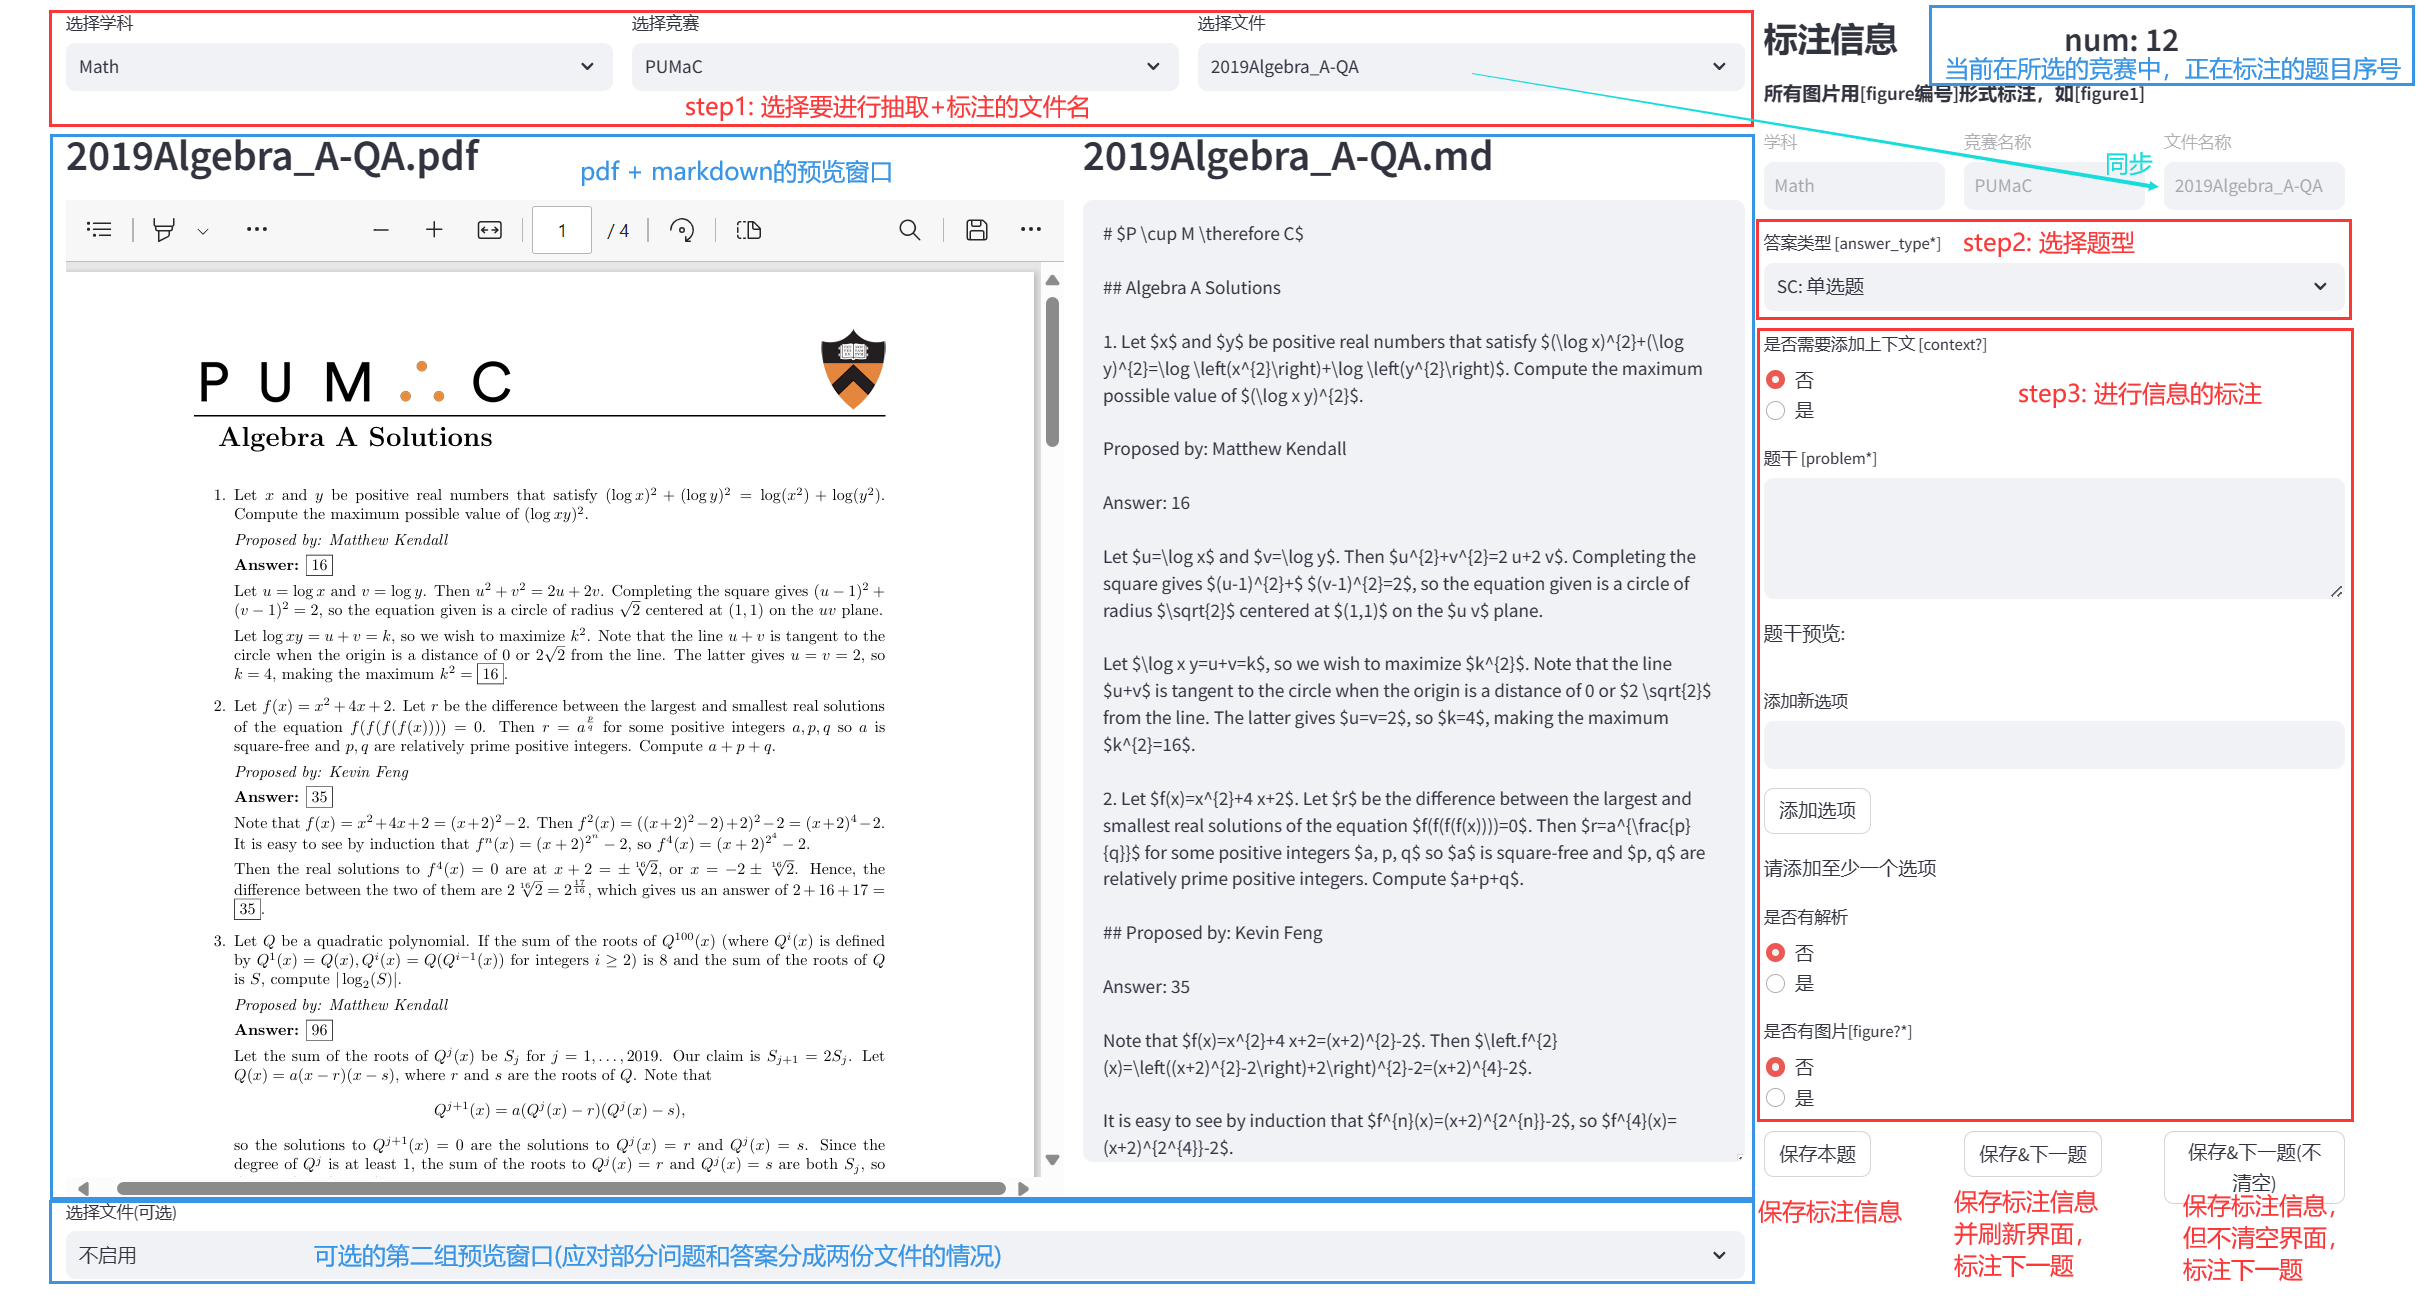 选择学科
选择竞赛
选择文件
Math
PUMaC
2019Algebra_A-QA
step1: 选择要进行抽取+标注的文件名
2019Algebra_A-QA.pdf
pdf + markdown的预览窗口
1
/ 4
P U M C
Algebra A Solutions
1. Let x and y be positive real numbers that satisfy (log x)² + (log y)² = log(x²) + log(y²).
Compute the maximum possible value of (log xy)².
Proposed by: Matthew Kendall
Answer: 16
Let u = log x and v = log y. Then u² + v² = 2u + 2v. Completing the square gives (u − 1)² +
(v − 1)² = 2, so the equation given is a circle of radius √2 centered at (1, 1) on the uv plane.
Let log xy = u + v = k, so we wish to maximize k². Note that the line u + v is tangent to the
circle when the origin is a distance of 0 or 2√2 from the line. The latter gives u = v = 2, so
k = 4, making the maximum k² = 16.
2. Let f(x) = x² + 4x + 2. Let r be the difference between the largest and smallest real solutions
of the equation f(f(f(f(x)))) = 0. Then r = a^{p/q} for some positive integers a, p, q so a is
square-free and p, q are relatively prime positive integers. Compute a + p + q.
Proposed by: Kevin Feng
Answer: 35
Note that f(x) = x² + 4x + 2 = (x+2)² − 2. Then f²(x) = ((x+2)² − 2) + 2)² − 2 = (x+2)⁴ − 2.
It is easy to see by induction that fⁿ(x) = (x + 2)^{2^n} − 2, so f⁴(x) = (x + 2)^{2^4} − 2.
Then the real solutions to f⁴(x) = 0 are at x + 2 = ± ¹⁶√2, or x = −2 ± ¹⁶√2. Hence, the
difference between the two of them are 2 ¹⁶√2 = 2^{17/16}, which gives us an answer of 2 + 16 + 17 =
35.
3. Let Q be a quadratic polynomial. If the sum of the roots of Q¹⁰⁰(x) (where Qⁱ(x) is defined
by Q¹(x) = Q(x), Qⁱ(x) = Q(Qⁱ⁻¹(x)) for integers i ≥ 2) is 8 and the sum of the roots of Q
is S, compute | log₂(S)|.
Proposed by: Matthew Kendall
Answer: 96
Let the sum of the roots of Qʲ(x) be Sⱼ for j = 1, . . . , 2019. Our claim is Sⱼ₊₁ = 2Sⱼ. Let
Q(x) = a(x − r)(x − s), where r and s are the roots of Q. Note that
Qʲ⁺¹(x) = a(Qʲ(x) − r)(Qʲ(x) − s),
so the solutions to Qʲ⁺¹(x) = 0 are the solutions to Qʲ(x) = r and Qʲ(x) = s. Since the
degree of Qʲ is at least 1, the sum of the roots to Qʲ(x) = r and Qʲ(x) = s are both Sⱼ, so
2019Algebra_A-QA.md
# $P \cup M \therefore C$
## Algebra A Solutions
1. Let $x$ and $y$ be positive real numbers that satisfy $(\log x)^{2}+(\log
y)^{2}=\log \left(x^{2}\right)+\log \left(y^{2}\right)$. Compute the maximum
possible value of $(\log x y)^{2}$.
Proposed by: Matthew Kendall
Answer: 16
Let $u=\log x$ and $v=\log y$. Then $u^{2}+v^{2}=2 u+2 v$. Completing the
square gives $(u-1)^{2}+$ $(v-1)^{2}=2$, so the equation given is a circle of
radius $\sqrt{2}$ centered at $(1,1)$ on the $u v$ plane.
Let $\log x y=u+v=k$, so we wish to maximize $k^{2}$. Note that the line
$u+v$ is tangent to the circle when the origin is a distance of 0 or $2 \sqrt{2}$
from the line. The latter gives $u=v=2$, so $k=4$, making the maximum
$k^{2}=16$.
2. Let $f(x)=x^{2}+4 x+2$. Let $r$ be the difference between the largest and
smallest real solutions of the equation $f(f(f(f(x))))=0$. Then $r=a^{\frac{p}
{q}}$ for some positive integers $a, p, q$ so $a$ is square-free and $p, q$ are
relatively prime positive integers. Compute $a+p+q$.
## Proposed by: Kevin Feng
Answer: 35
Note that $f(x)=x^{2}+4 x+2=(x+2)^{2}-2$. Then $\left.f^{2}
(x)=\left((x+2)^{2}-2\right)+2\right)^{2}-2=(x+2)^{4}-2$.
It is easy to see by induction that $f^{n}(x)=(x+2)^{2^{n}}-2$, so $f^{4}(x)=
(x+2)^{2^{4}}-2$.
选择文件(可选)
不启用
可选的第二组预览窗口(应对部分问题和答案分成两份文件的情况)
标注信息
num: 12
当前在所选的竞赛中，正在标注的题目序号
所有图片用[figure编号]形式标注，如[figure1]
学科
竞赛名称
文件名称
同步
Math
PUMaC
2019Algebra_A-QA
答案类型 [answer_type*]
step2: 选择题型
SC: 单选题
是否需要添加上下文 [context?]
否
是
step3: 进行信息的标注
题干 [problem*]
题干预览:
添加新选项
添加选项
请添加至少一个选项
是否有解析
否
是
是否有图片[figure?*]
否
是
保存本题
保存&下一题
保存&下一题(不
清空)
保存标注信息
保存标注信息
并刷新界面，
标注下一题
保存标注信息，
但不清空界面，
标注下一题